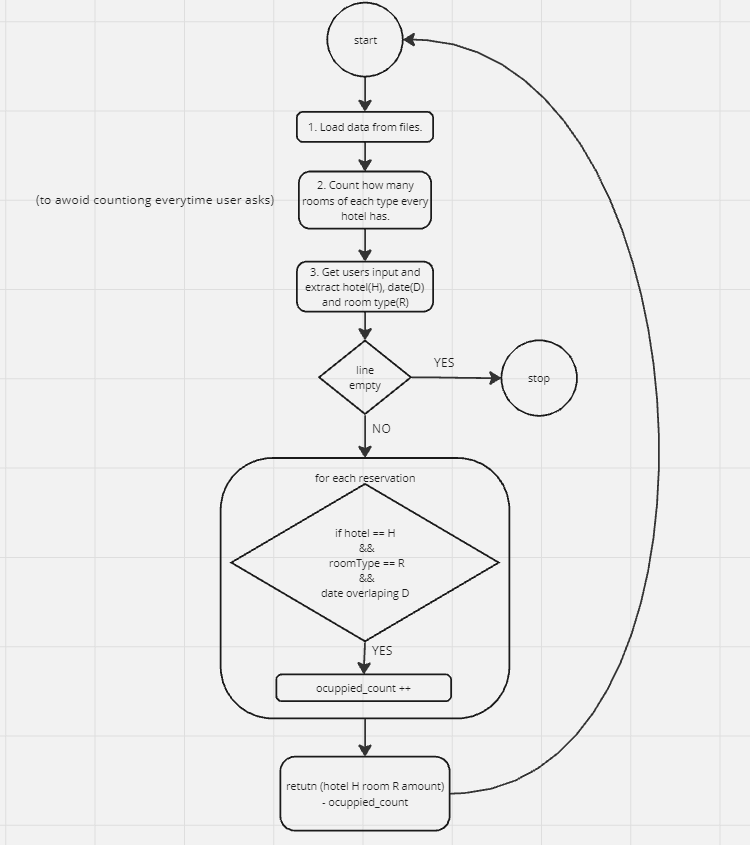 start
1. Load data from files.
(to awoid countiong everytime user asks)
2. Count how many
rooms of each type every
hotel has.
3. Get users input and
extract hotel(H), date(D)
and room type(R)
line
empty
YES
stop
NO
for each reservation
if hotel == H
&&
roomType == R
&&
date overlaping D
YES
ocuppied_count ++
retutn (hotel H room R amount)
- ocuppied_count